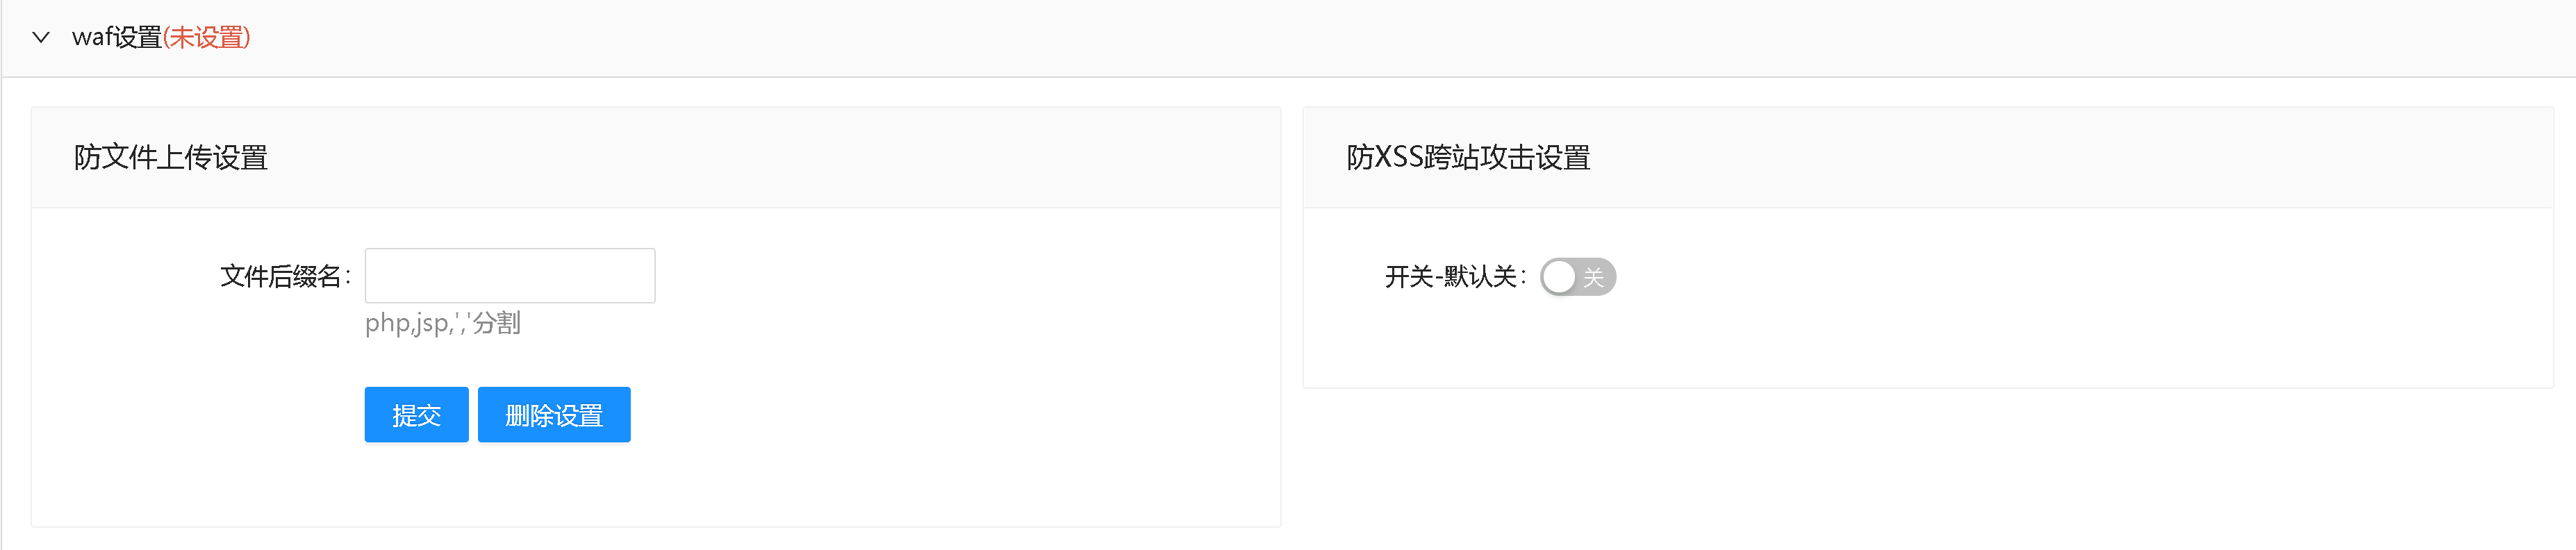 waf设置(未设置)
防文件上传设置
文件后缀名：
php,jsp,','分割
提交 删除设置
防XSS跨站攻击设置
开关-默认关： 关